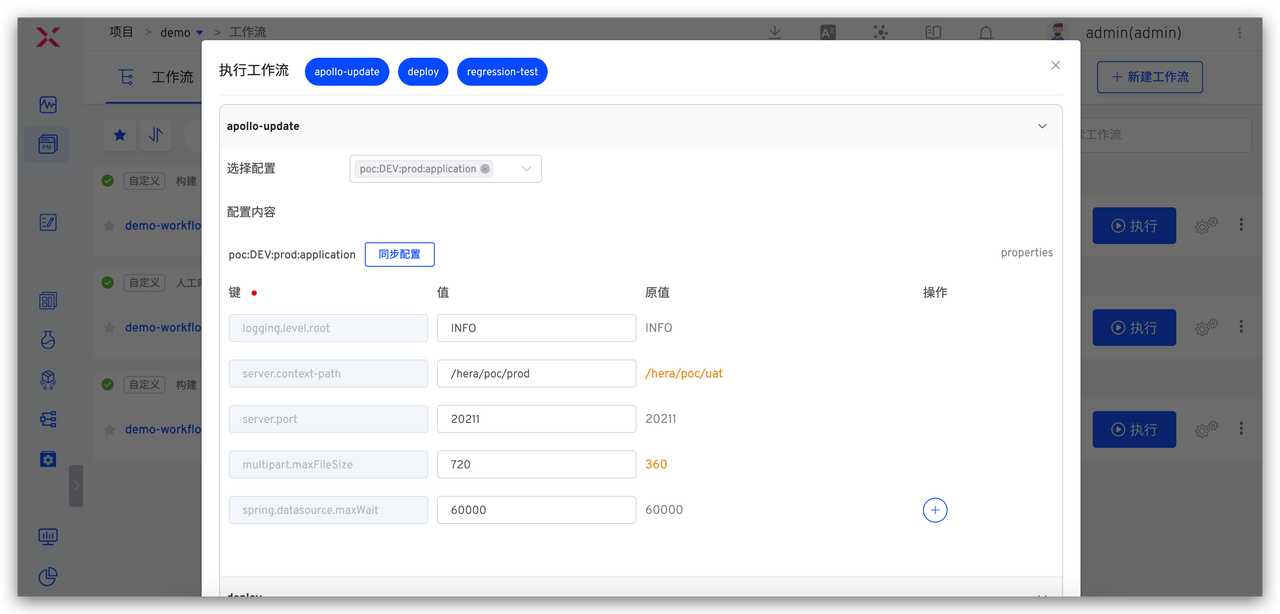 项目 > demo > 工作流
admin(admin)
工作流
+ 新建工作流
执行工作流 apollo-update deploy regression-test
apollo-update
选择配置 poc:DEV:prod:application
配置内容
poc:DEV:prod:application 同步配置 properties
键 值 原值 操作
logging.level.root INFO INFO
server.context-path /hera/poc/prod /hera/poc/uat
server.port 20211 20211
multipart.maxFileSize 720 360
spring.datasource.maxWait 60000 60000
deploy
工作流
自定义 构建
demo-workflo
执行
自定义 人工
demo-workflo
执行
自定义 构建
demo-workflo
执行